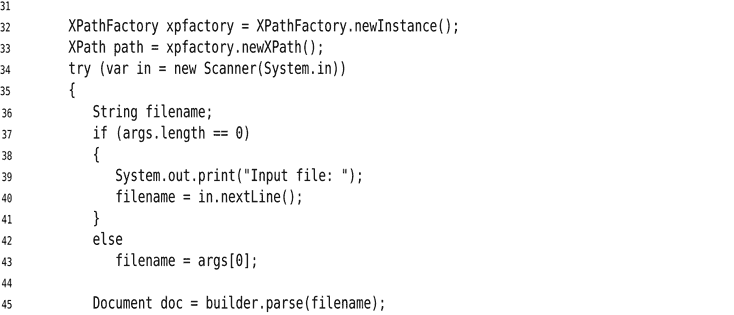 31
32 XPathFactory xpfactory = XPathFactory.newInstance();
33 XPath path = xpfactory.newXPath();
34 try (var in = new Scanner(System.in))
35 {
36 String filename;
37 if (args.length == 0)
38 {
39 System.out.print("Input file: ");
40 filename = in.nextLine();
41 }
42 else
43 filename = args[0];
44
45 Document doc = builder.parse(filename);